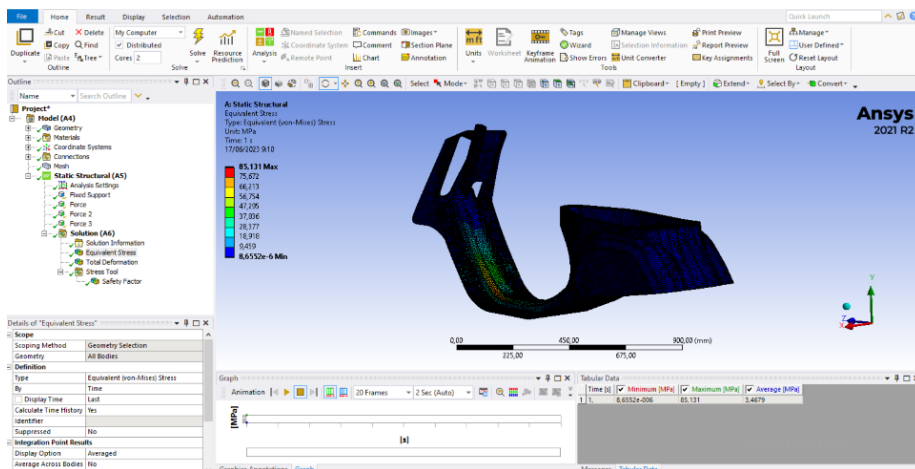 File Home Result Display Selection Automation Quick Launch
Duplicate Cut Delete My Computer
Copy Find Distributed
Paste Tree Cores 2
Outline Solve
Solve Resource Prediction Analysis
Named Selection Commands Images
Coordinate System Comment Section Plane
Remote Point Chart Annotation
Insert
Units Worksheet Keyframe Animation
Tags Manage Views Print Preview
Wizard Selection Information Report Preview
Show Errors Unit Converter Key Assignments
Tools
Full Screen Manage
User Defined
Reset Layout
Layout
Outline
Name Search Outline
Select Mode Clipboard [ Empty ] Extend Select By Convert
Project*
Model (A4)
Geometry
Materials
Coordinate Systems
Connections
Mesh
Static Structural (A5)
Analysis Settings
Fixed Support
Force
Force 2
Force 3
Solution (A6)
Solution Information
Equivalent Stress
Total Deformation
Stress Tool
Safety Factor
A: Static Structural
Equivalent Stress
Type: Equivalent (von-Mises) Stress
Unit: MPa
Time: 1 s
17/06/2023 9:10
85,131 Max
75,672
66,213
56,754
47,295
37,836
28,377
18,918
9,459
8,6552e-6 Min
Ansys
2021 R2
Y
Z
X
0,00 450,00 900,00 (mm)
225,00 675,00
Details of "Equivalent Stress"
Scope
Scoping Method Geometry Selection
Geometry All Bodies
Definition
Type Equivalent (von-Mises) Stress
By Time
Display Time Last
Calculate Time History Yes
Identifier
Suppressed No
Integration Point Results
Display Option Averaged
Average Across Bodies No
Graph
Animation 20 Frames 2 Sec (Auto)
[MPa]
[s]
Graphics Annotations Graph
Tabular Data
Time [s] Minimum [MPa] Maximum [MPa] Average [MPa]
1 1, 8,6552e-006 85,131 3,4679
Messages Tabular Data